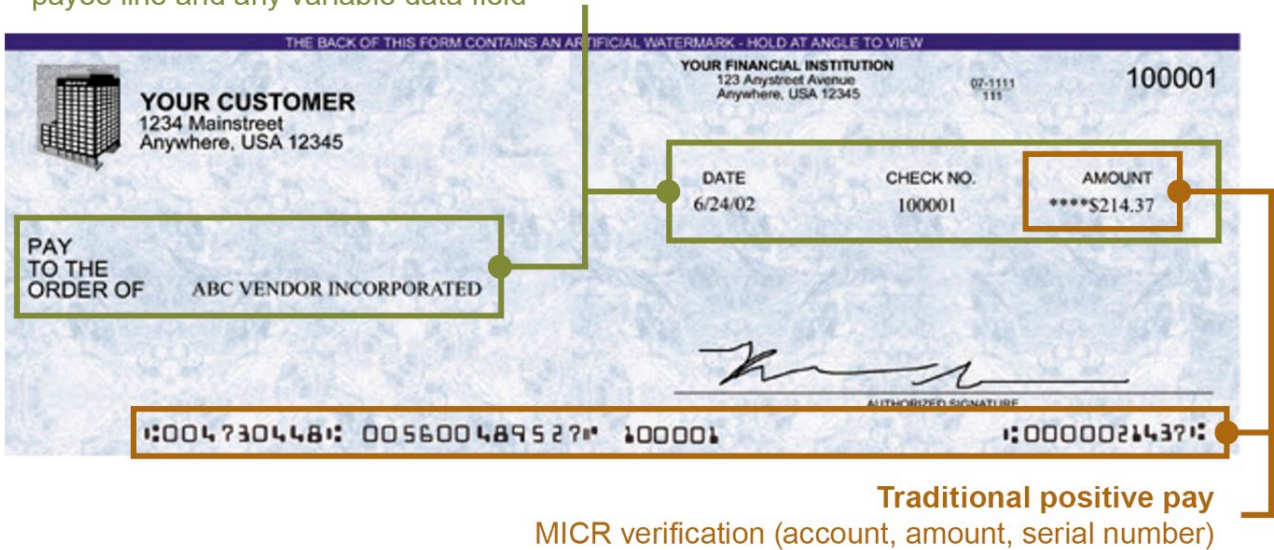 payee line and any variable data field
THE BACK OF THIS FORM CONTAINS AN ARTIFICIAL WATERMARK - HOLD AT ANGLE TO VIEW
YOUR CUSTOMER
1234 Mainstreet
Anywhere, USA 12345
YOUR FINANCIAL INSTITUTION
123 Anystreet Avenue
Anywhere, USA 12345
07-1111
111
100001
DATE
6/24/02
CHECK NO.
100001
AMOUNT
****$214.37
PAY
TO THE
ORDER OF ABC VENDOR INCORPORATED
AUTHORIZED SIGNATURE
⑆004730448⑆ 005600489527⑈ 100001 ⑆0000021437⑆
Traditional positive pay
MICR verification (account, amount, serial number)